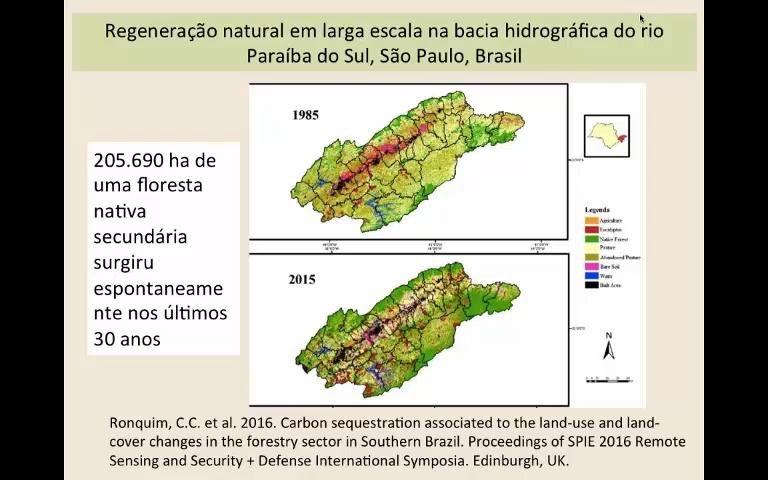 Regeneração natural em larga escala na bacia hidrográfica do rio
Paraíba do Sul, São Paulo, Brasil
205.690 ha de
uma floresta
nativa
secundária
surgiru
espontaneame
nte nos últimos
30 anos
1985
2015
Legenda
Agriculture
Eucalyptus
Native Forest
Pasture
Abandoned Pasture
Bare Soil
Water
Built Area
N
Ronquim, C.C. et al. 2016. Carbon sequestration associated to the land-use and land-
cover changes in the forestry sector in Southern Brazil. Proceedings of SPIE 2016 Remote
Sensing and Security + Defense International Symposia. Edinburgh, UK.